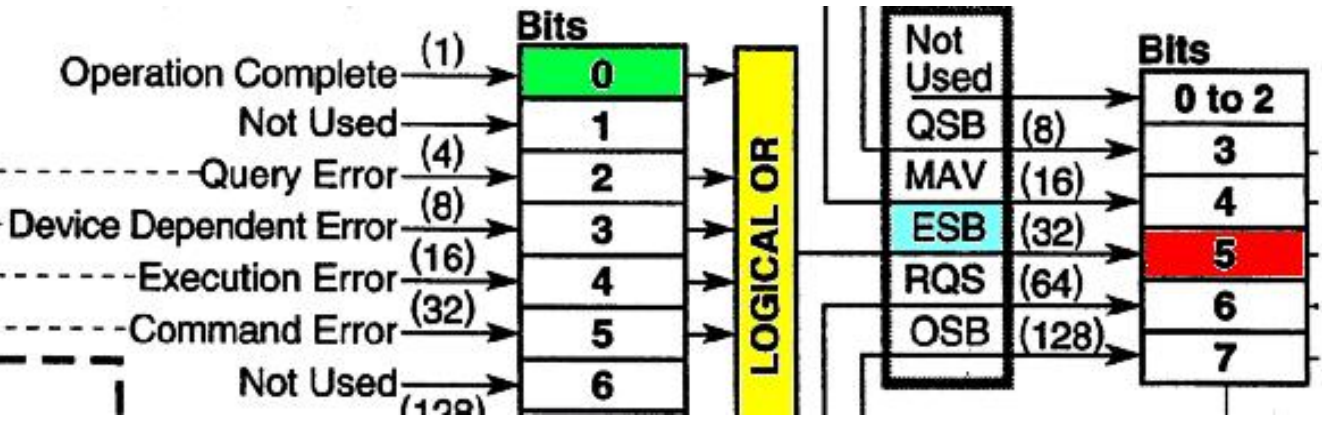 Bits
Operation Complete (1) 0
Not Used 1
Query Error (4) 2
Device Dependent Error (8) 3
Execution Error (16) 4
Command Error (32) 5
Not Used 6
(128)
LOGICAL OR
Bits
Not
Used 0 to 2
QSB (8) 3
MAV (16) 4
ESB (32) 5
RQS (64) 6
OSB (128) 7